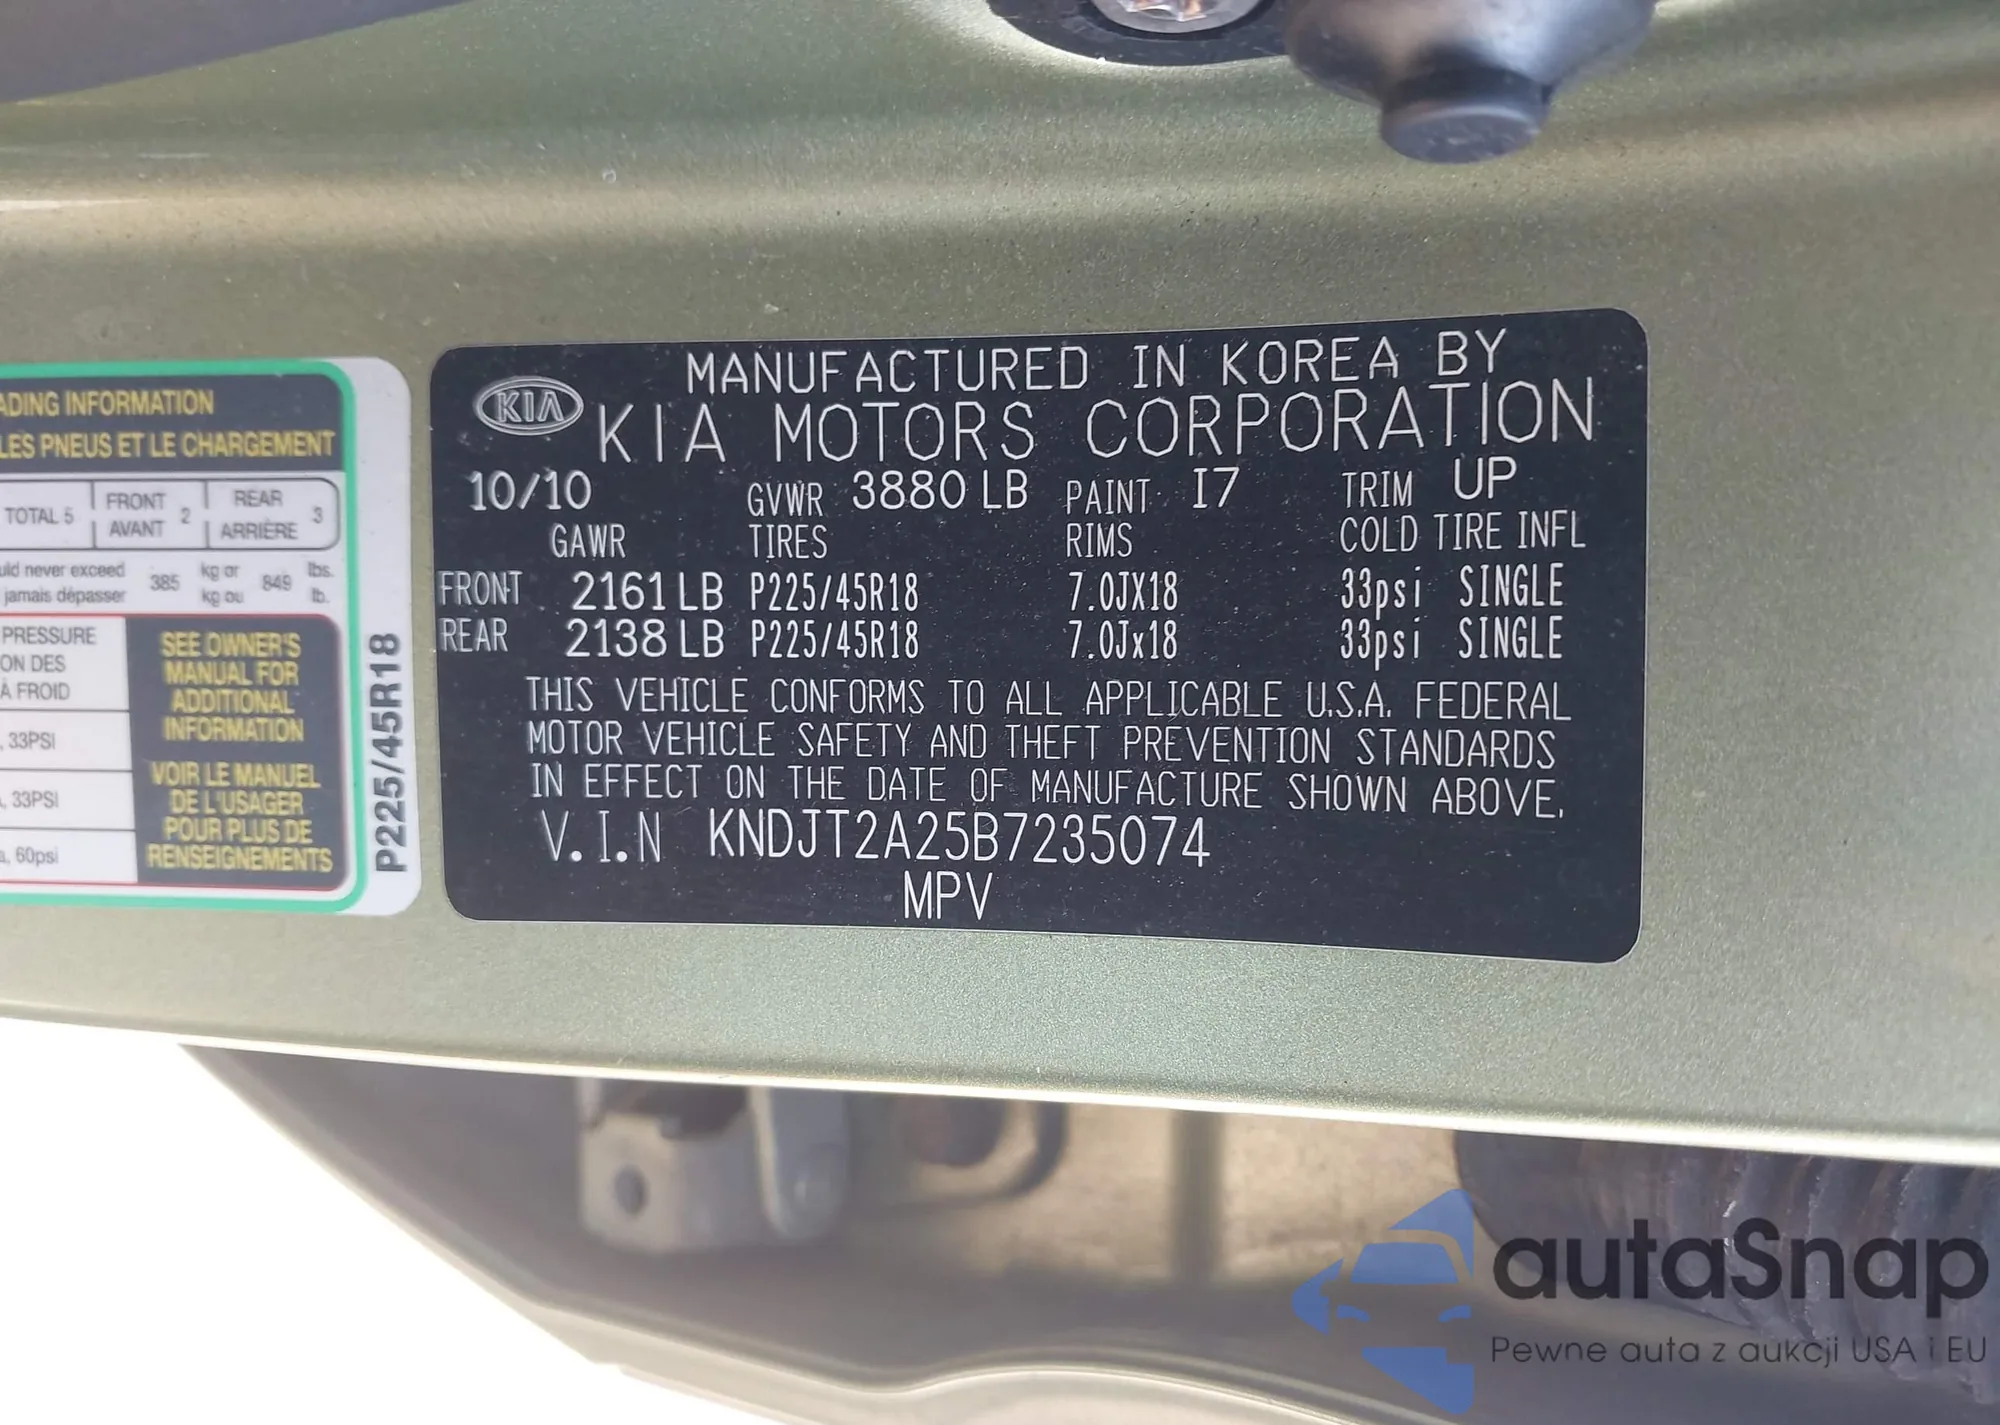 ADING INFORMATION
LES PNEUS ET LE CHARGEMENT
TOTAL 5 FRONT AVANT 2 REAR ARRIÈRE 3
uld never exceed 385 kg or 849 lbs.
jamais dépasser kg ou lb.
PRESSURE
ON DES
À FROID
, 33PSI
, 33PSI
a, 60psi
SEE OWNER'S
MANUAL FOR
ADDITIONAL
INFORMATION
VOIR LE MANUEL
DE L'USAGER
POUR PLUS DE
RENSEIGNEMENTS
P225/45R18
MANUFACTURED IN KOREA BY
KIA KIA MOTORS CORPORATION
10/10 GVWR 3880 LB PAINT I7 TRIM UP
GAWR TIRES RIMS COLD TIRE INFL
FRONT 2161 LB P225/45R18 7.0JX18 33psi SINGLE
REAR 2138 LB P225/45R18 7.0Jx18 33psi SINGLE
THIS VEHICLE CONFORMS TO ALL APPLICABLE U.S.A. FEDERAL
MOTOR VEHICLE SAFETY AND THEFT PREVENTION STANDARDS
IN EFFECT ON THE DATE OF MANUFACTURE SHOWN ABOVE.
V.I.N KNDJT2A25B7235074
MPV
autaSnap
Pewne auta z aukcji USA i EU